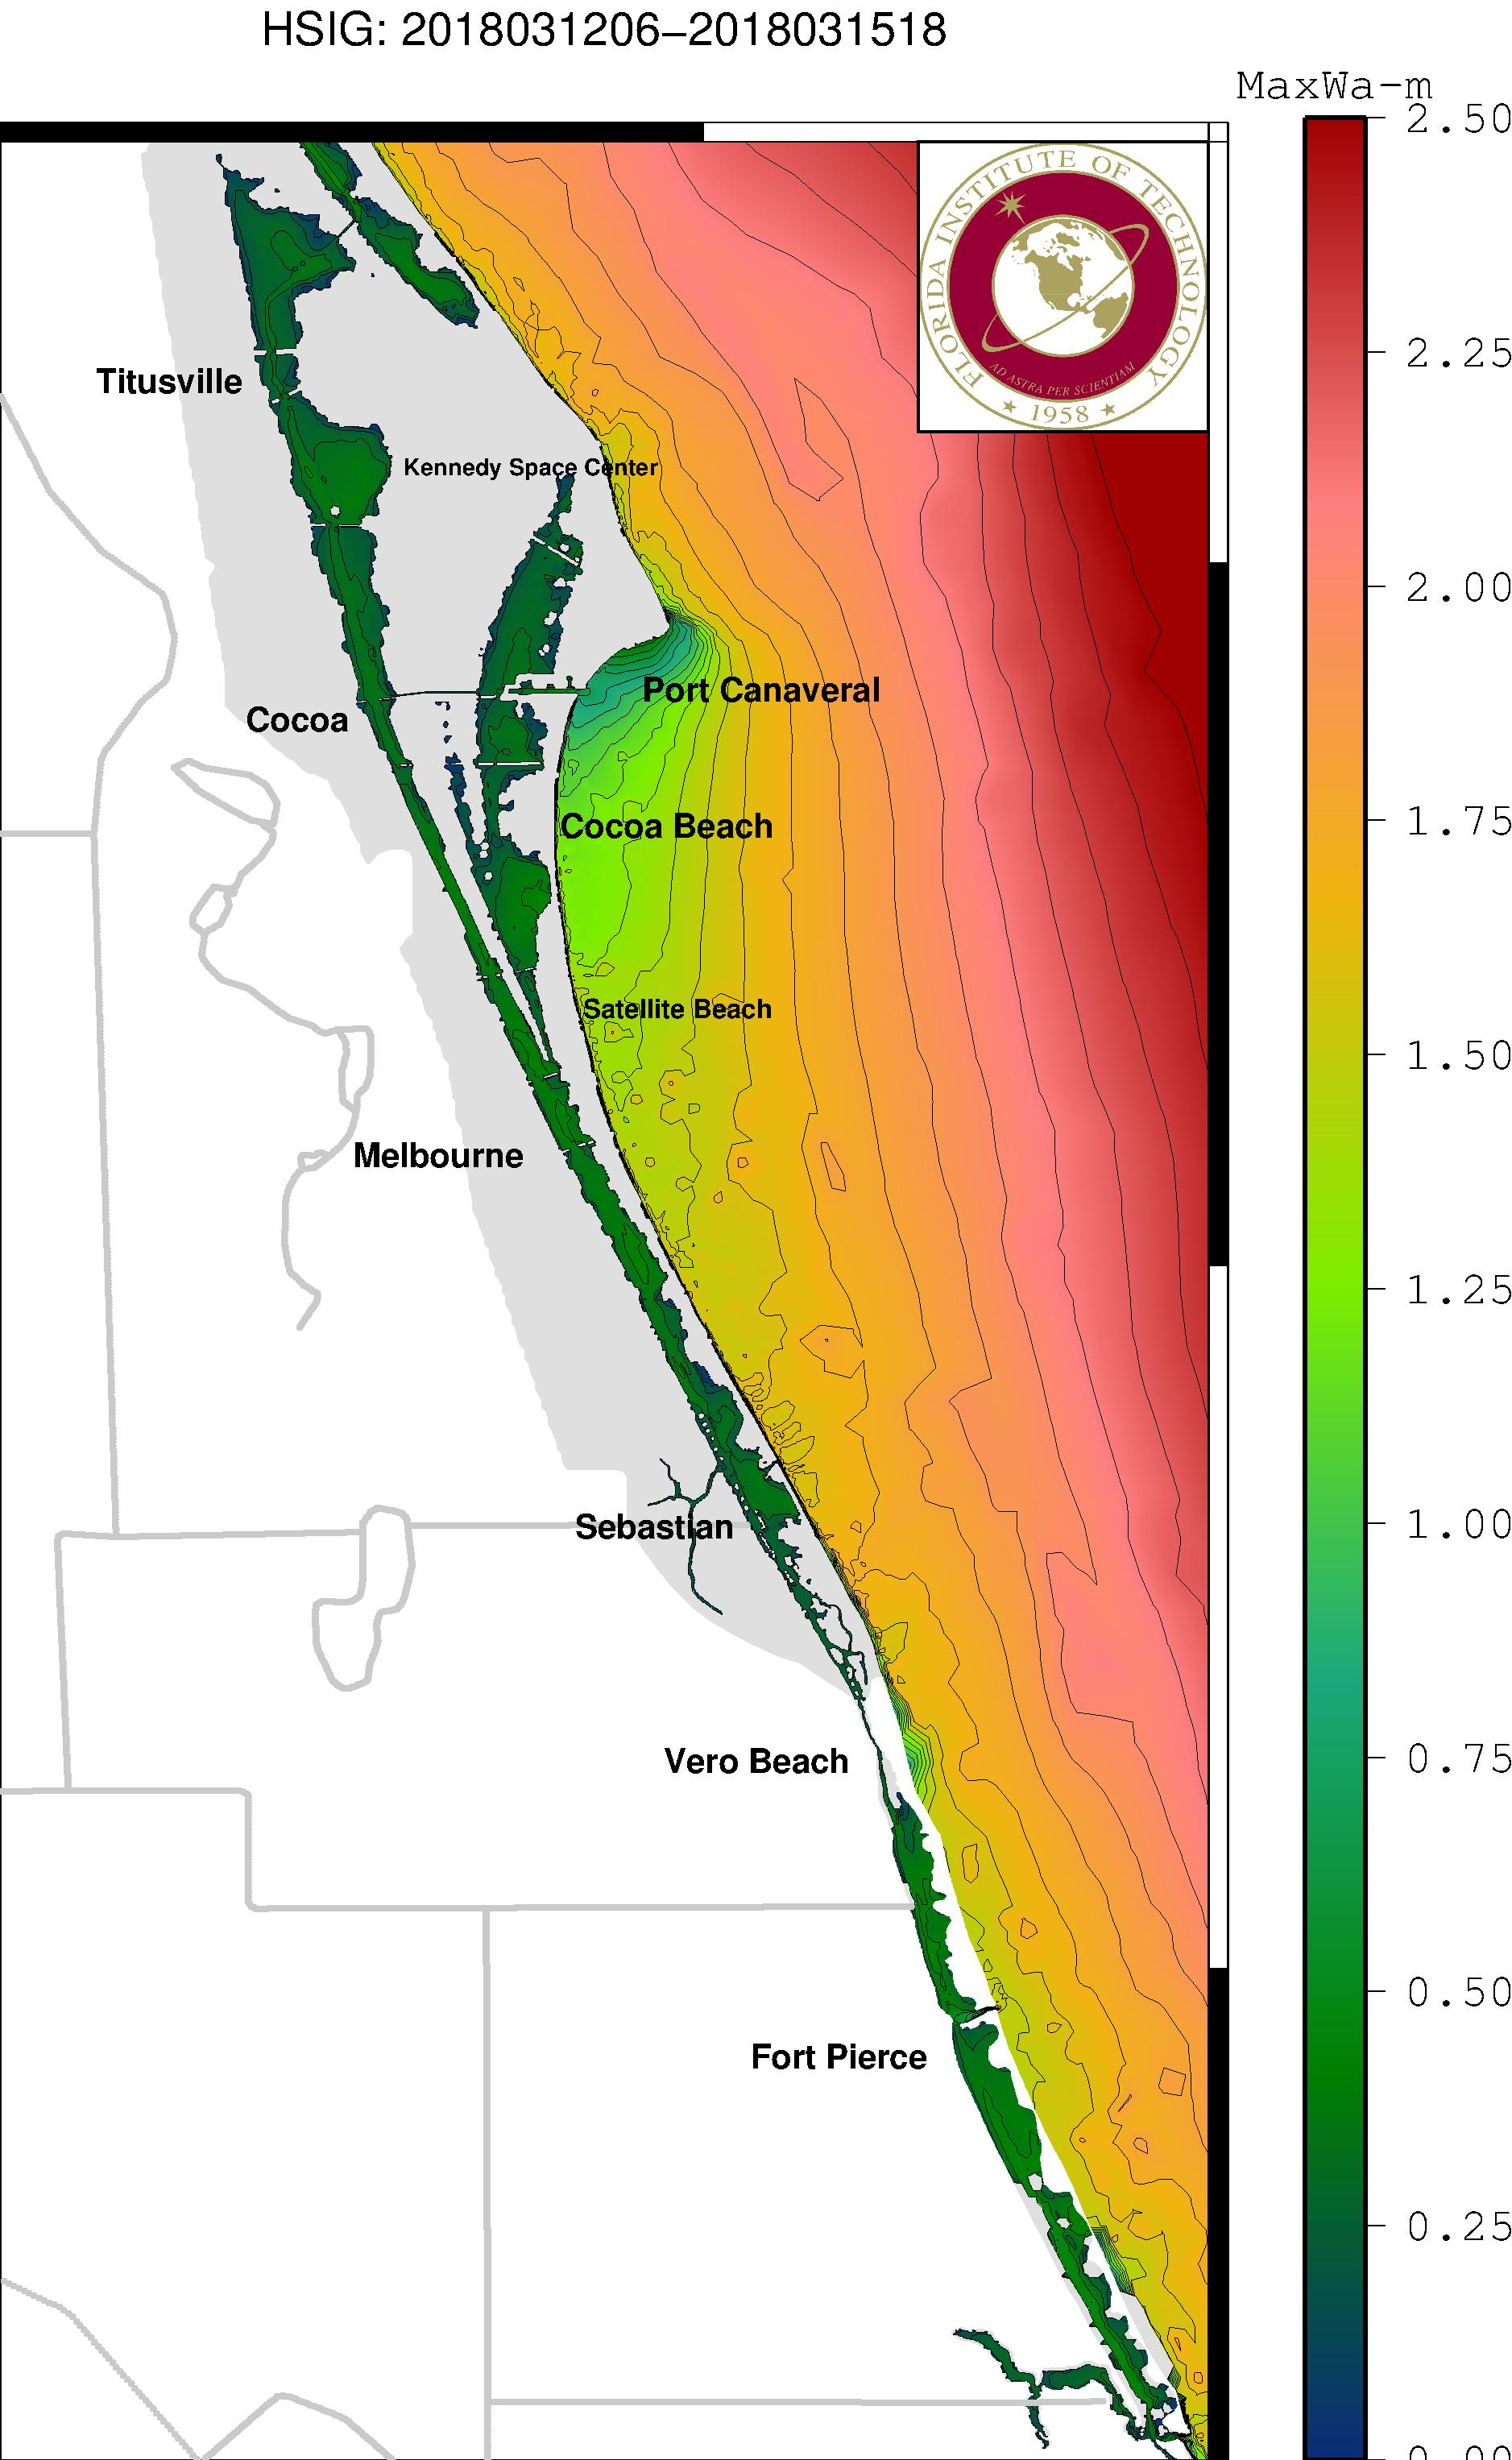 HSIG: 2018031206−2018031518
MaxWa-m
2.50
2.25
2.00
1.75
1.50
1.25
1.00
0.75
0.50
0.25
0.00
FLORIDA INSTITUTE OF TECHNOLOGY
AD ASTRA PER SCIENTIAM
★ 1958 ★
Titusville
Kennedy Space Center
Port Canaveral
Cocoa
Cocoa Beach
Satellite Beach
Melbourne
Sebastian
Vero Beach
Fort Pierce